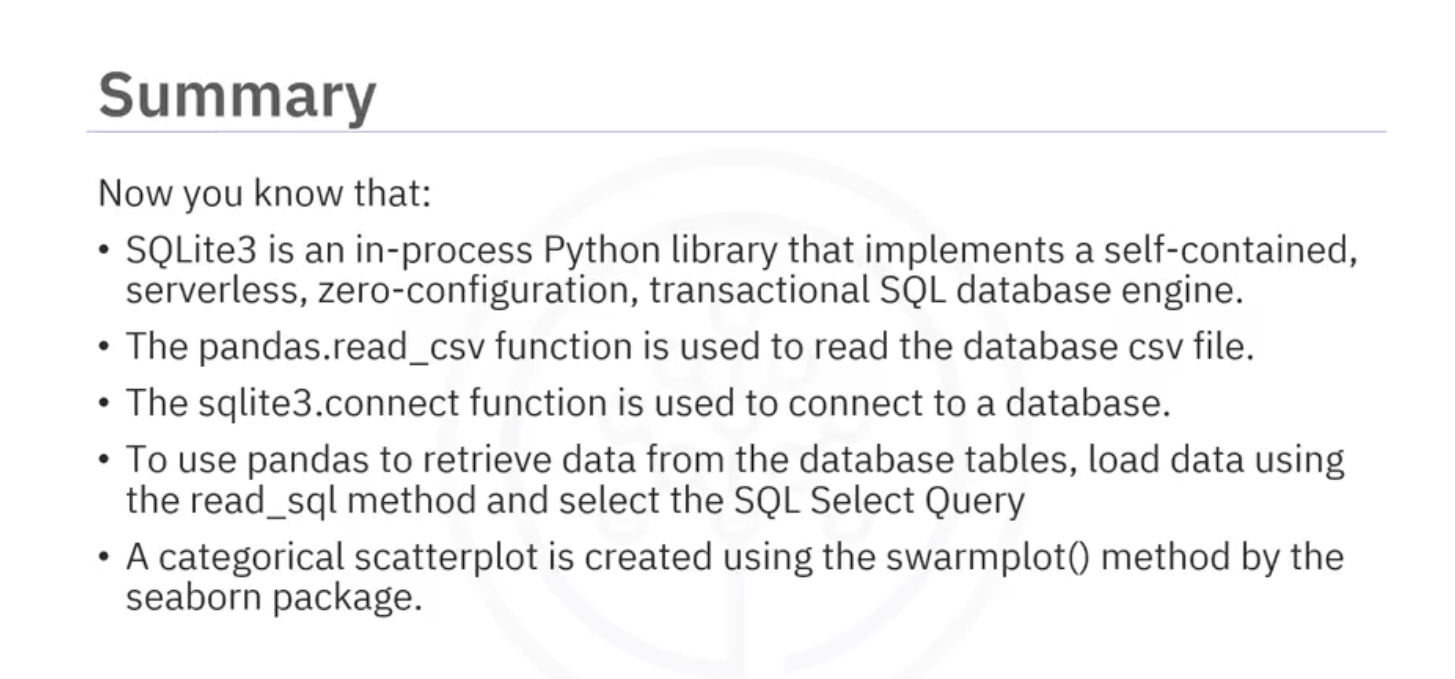 Summary
Now you know that:
• SQLite3 is an in-process Python library that implements a self-contained,
serverless, zero-configuration, transactional SQL database engine.
• The pandas.read_csv function is used to read the database csv file.
• The sqlite3.connect function is used to connect to a database.
• To use pandas to retrieve data from the database tables, load data using
the read_sql method and select the SQL Select Query
• A categorical scatterplot is created using the swarmplot() method by the
seaborn package.